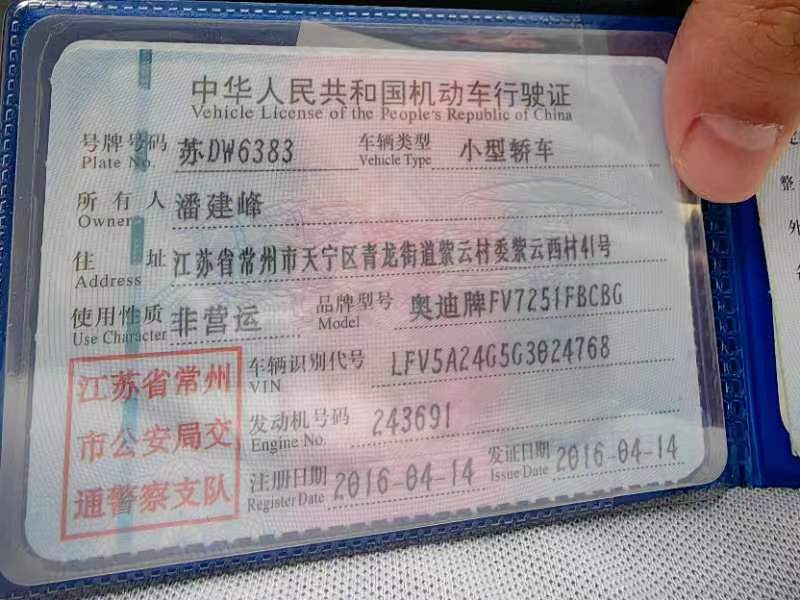 中华人民共和国机动车行驶证
Vehicle License of the People's Republic of China
号牌号码 苏DW6383 车辆类型 小型轿车
Plate No. Vehicle Type
所有人 潘建峰
Owner
住址 江苏省常州市天宁区青龙街道紫云村委紫云西村41号
Address
使用性质 非营运 品牌型号 奥迪牌FV7251FBCBG
Use Character Model
车辆识别代号 LFV5A24G5G3024768
VIN
发动机号码 243691
Engine No.
注册日期 2016-04-14 发证日期 2016-04-14
Register Date Issue Date
江苏省常州
市公安局交
通警察支队
整
外